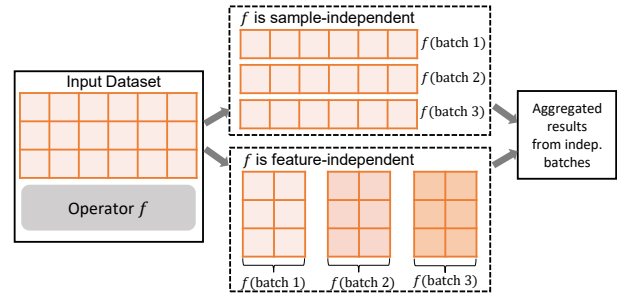 Input Dataset
Operator f
f is sample-independent
f(batch 1)
f(batch 2)
f(batch 3)
f is feature-independent
f(batch 1) f(batch 2) f(batch 3)
Aggregated
results
from indep.
batches